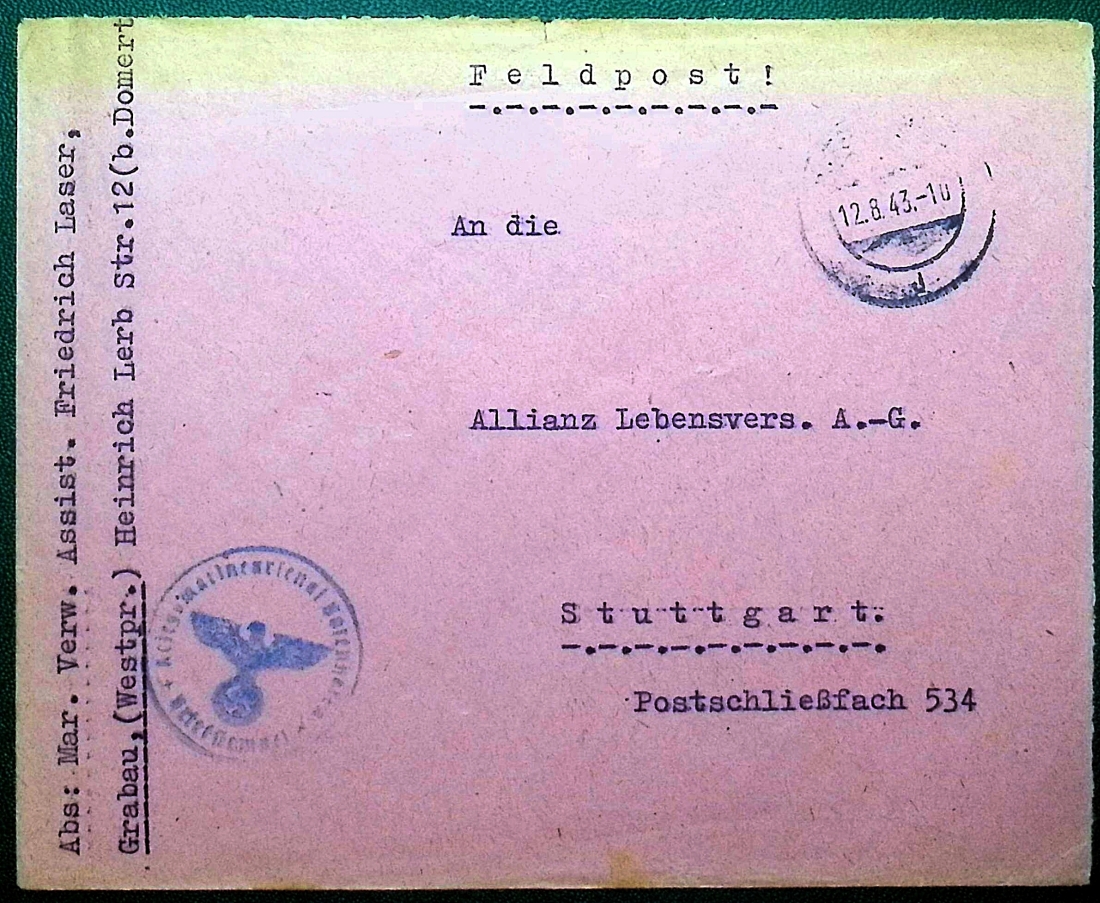 Feldpost!
An die
Allianz Lebensvers. A.-G.
Stuttgart.
Postschließfach 534
Abs: Mar. Verw. Assist. Friedrich Laser,
Grabau,(Westpr.) Heinrich Lerb Str.12(b.Domert
12.8.43.-10
Briefstempel